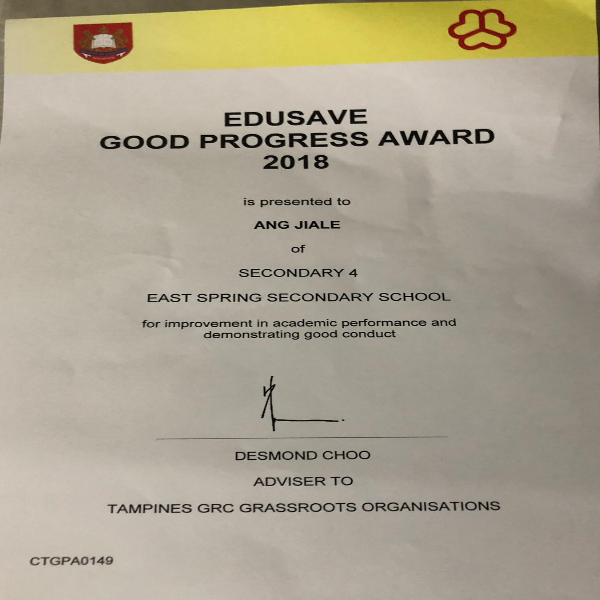 EDUSAVE
GOOD PROGRESS AWARD
2018
is presented to
ANG JIALE
of
SECONDARY 4
EAST SPRING SECONDARY SCHOOL
for improvement in academic performance and
demonstrating good conduct
DESMOND CHOO
ADVISER TO
TAMPINES GRC GRASSROOTS ORGANISATIONS
CTGPA0149